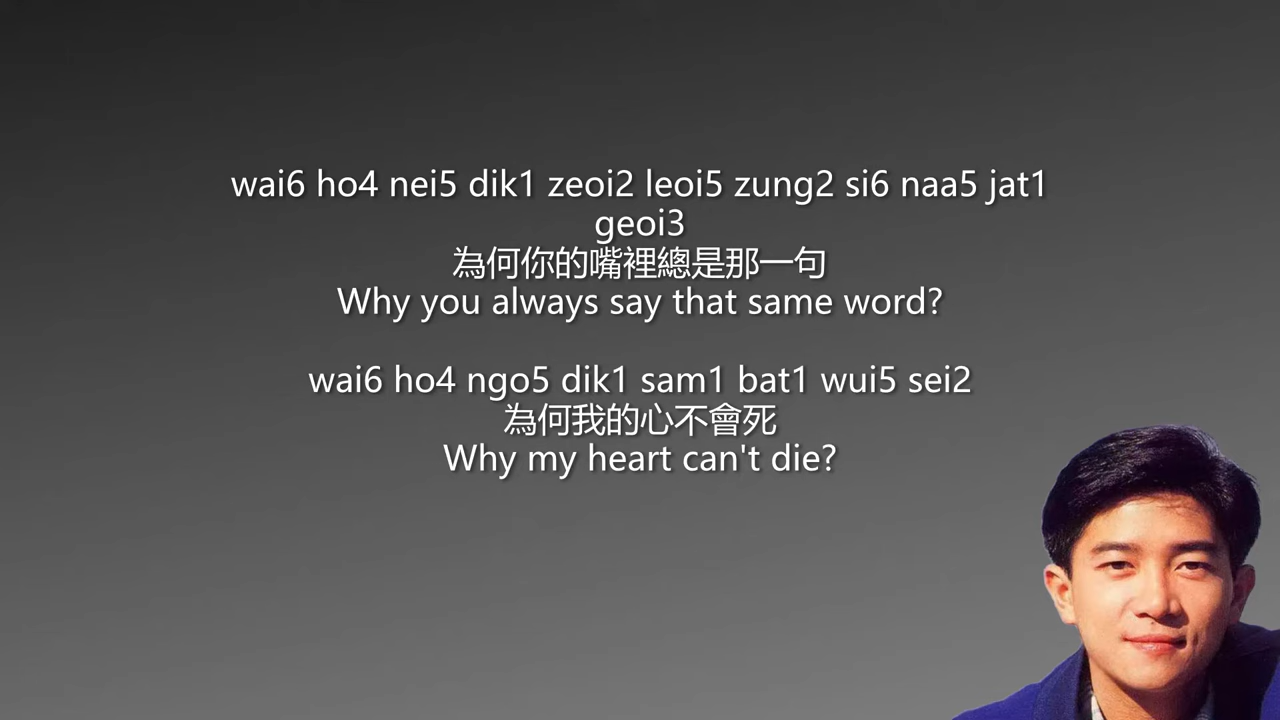 wai6 ho4 nei5 dik1 zeoi2 leoi5 zung2 si6 naa5 jat1
geoi3
為何你的嘴裡總是那一句
Why you always say that same word?
wai6 ho4 ngo5 dik1 sam1 bat1 wui5 sei2
為何我的心不會死
Why my heart can't die?